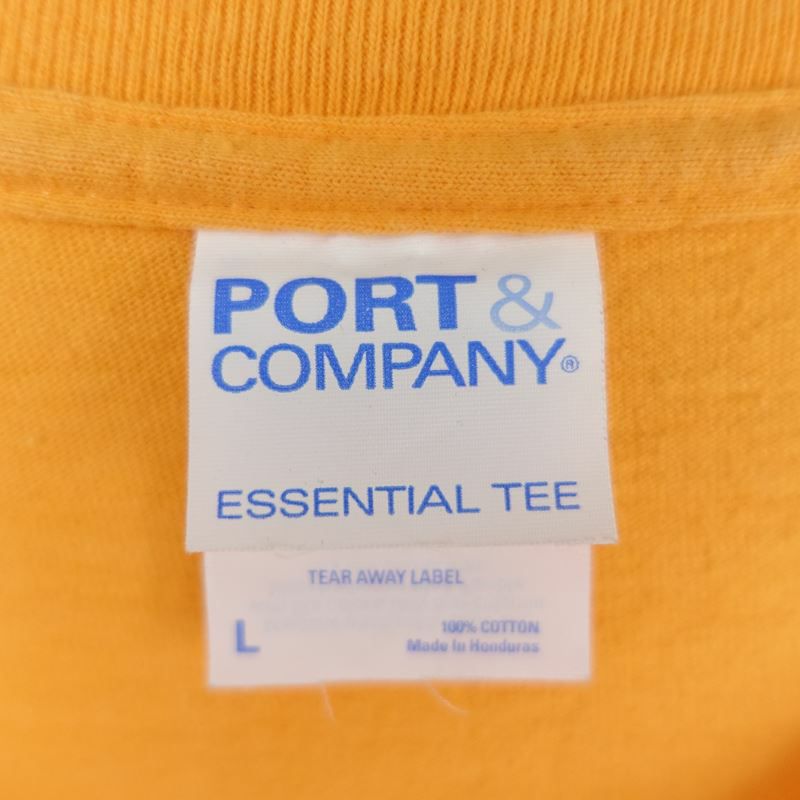 PORT &
COMPANY®
ESSENTIAL TEE
TEAR AWAY LABEL
L
100% COTTON
Made In Honduras